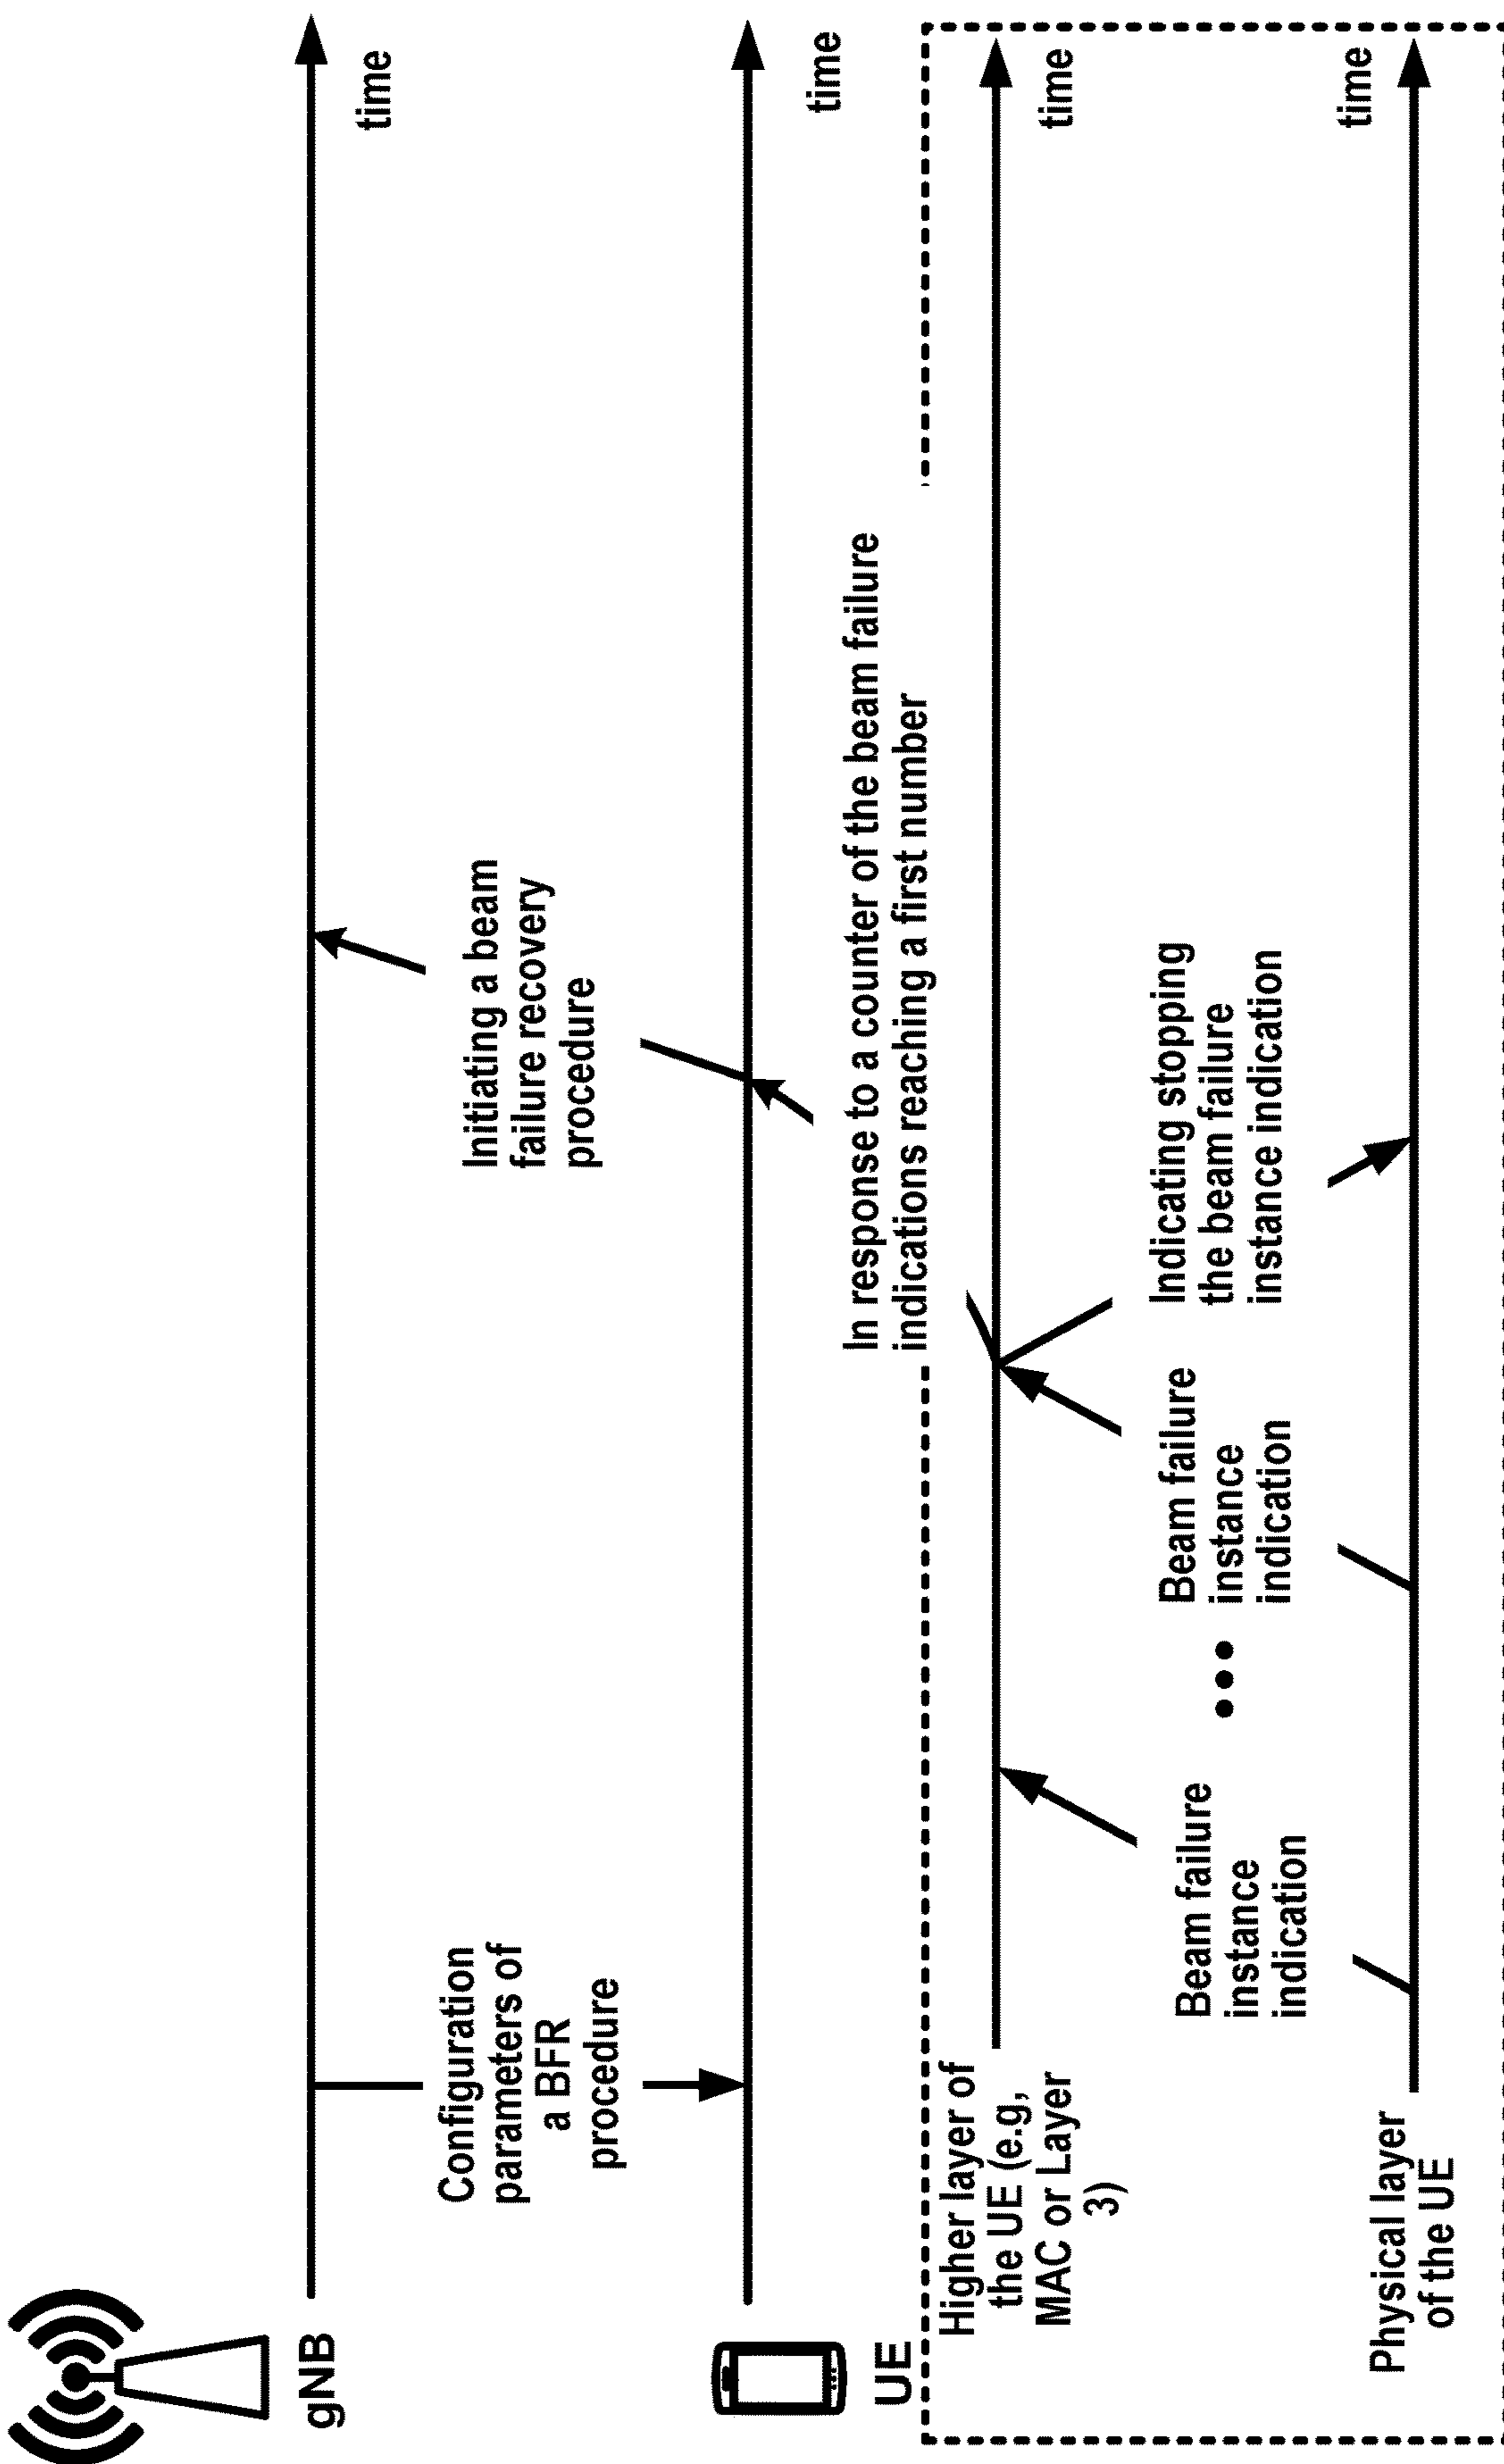 gNB
time
Configuration
parameters of
a BFR
procedure
Initiating a beam
failure recovery
procedure
UE
time
In response to a counter of the beam failure
indications reaching a first number
Higher layer of
the UE (e.g,
MAC or Layer
3)
time
Beam failure
instance
indication
Beam failure
instance
indication
Indicating stopping
the beam failure
instance indication
Physical layer
of the UE
time